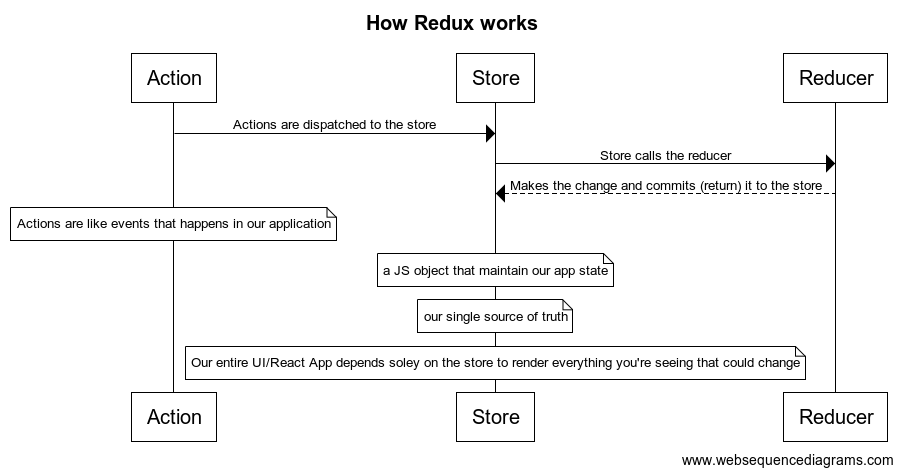 How Redux works
Action
Store
Reducer
Actions are dispatched to the store
Store calls the reducer
Makes the change and commits (return) it to the store
Actions are like events that happens in our application
a JS object that maintain our app state
our single source of truth
Our entire UI/React App depends soley on the store to render everything you're seeing that could change
Action
Store
Reducer
www.websequencediagrams.com